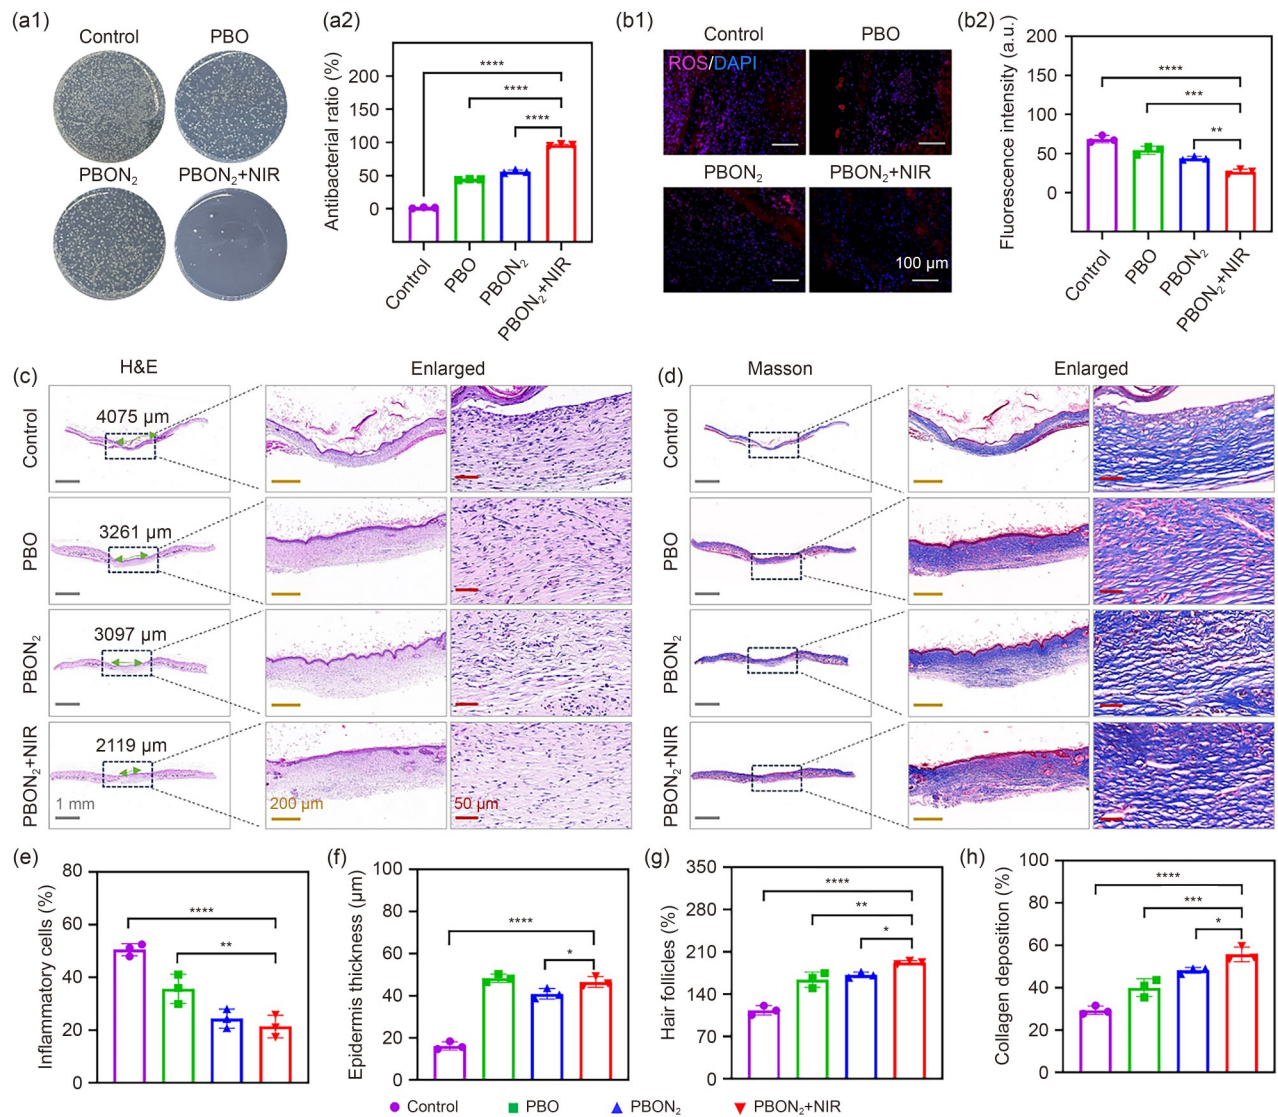 (a1)
Control
PBO
PBON₂
PBON₂+NIR
(a2)
Antibacterial ratio (%)
200
150
100
50
0
****
****
****
Control
PBO
PBON₂
PBON₂+NIR
(b1)
Control
PBO
ROS/DAPI
PBON₂
PBON₂+NIR
100 µm
(b2)
Fluorescence intensity (a.u.)
200
150
100
50
0
****
***
**
Control
PBO
PBON₂
PBON₂+NIR
(c)
H&E
Enlarged
Control
4075 µm
PBO
3261 µm
PBON₂
3097 µm
PBON₂+NIR
2119 µm
1 mm
200 µm
50 µm
(d)
Masson
Enlarged
Control
PBO
PBON₂
PBON₂+NIR
(e)
Inflammatory cells (%)
80
60
40
20
0
****
**
(f)
Epidermis thickness (µm)
100
80
60
40
20
0
****
*
(g)
Hair follicles (%)
350
280
210
140
70
0
****
**
*
(h)
Collagen deposition (%)
100
80
60
40
20
0
****
***
*
Control
PBO
PBON₂
PBON₂+NIR